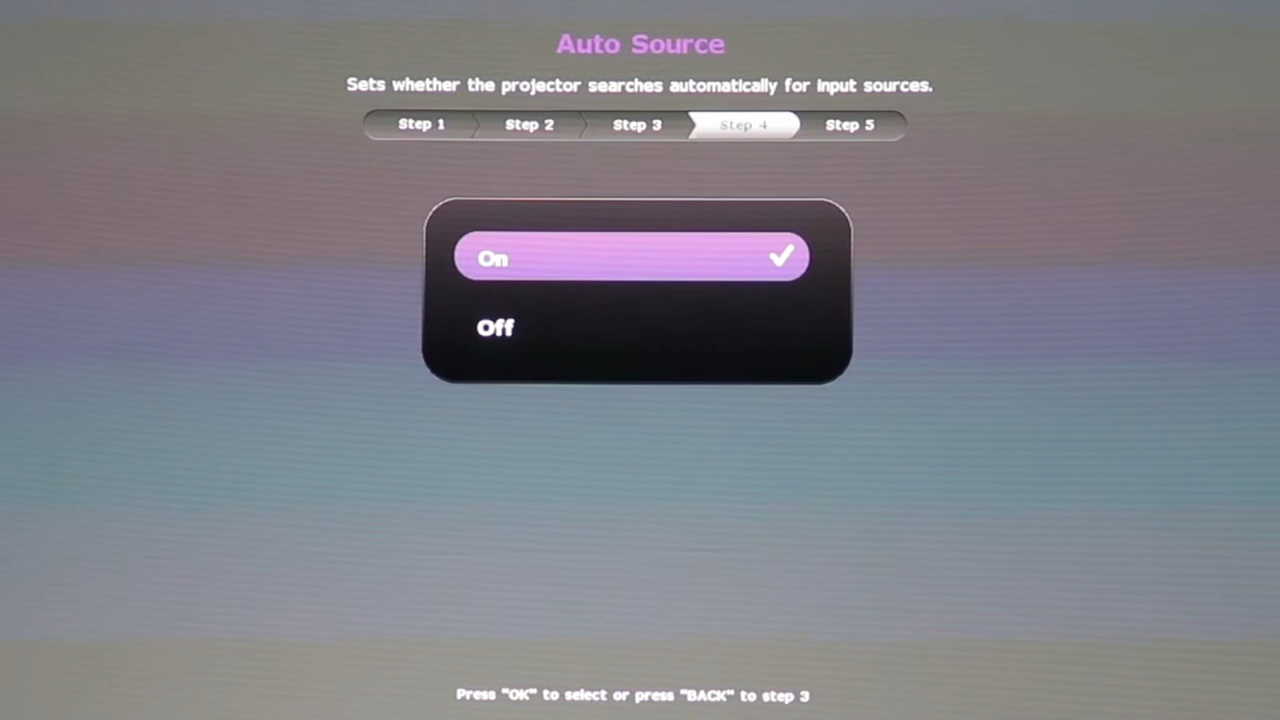 Auto Source
Sets whether the projector searches automatically for input sources.
Step 1 Step 2 Step 3 Step 4 Step 5
On
Off
Press "OK" to select or press "BACK" to step 3